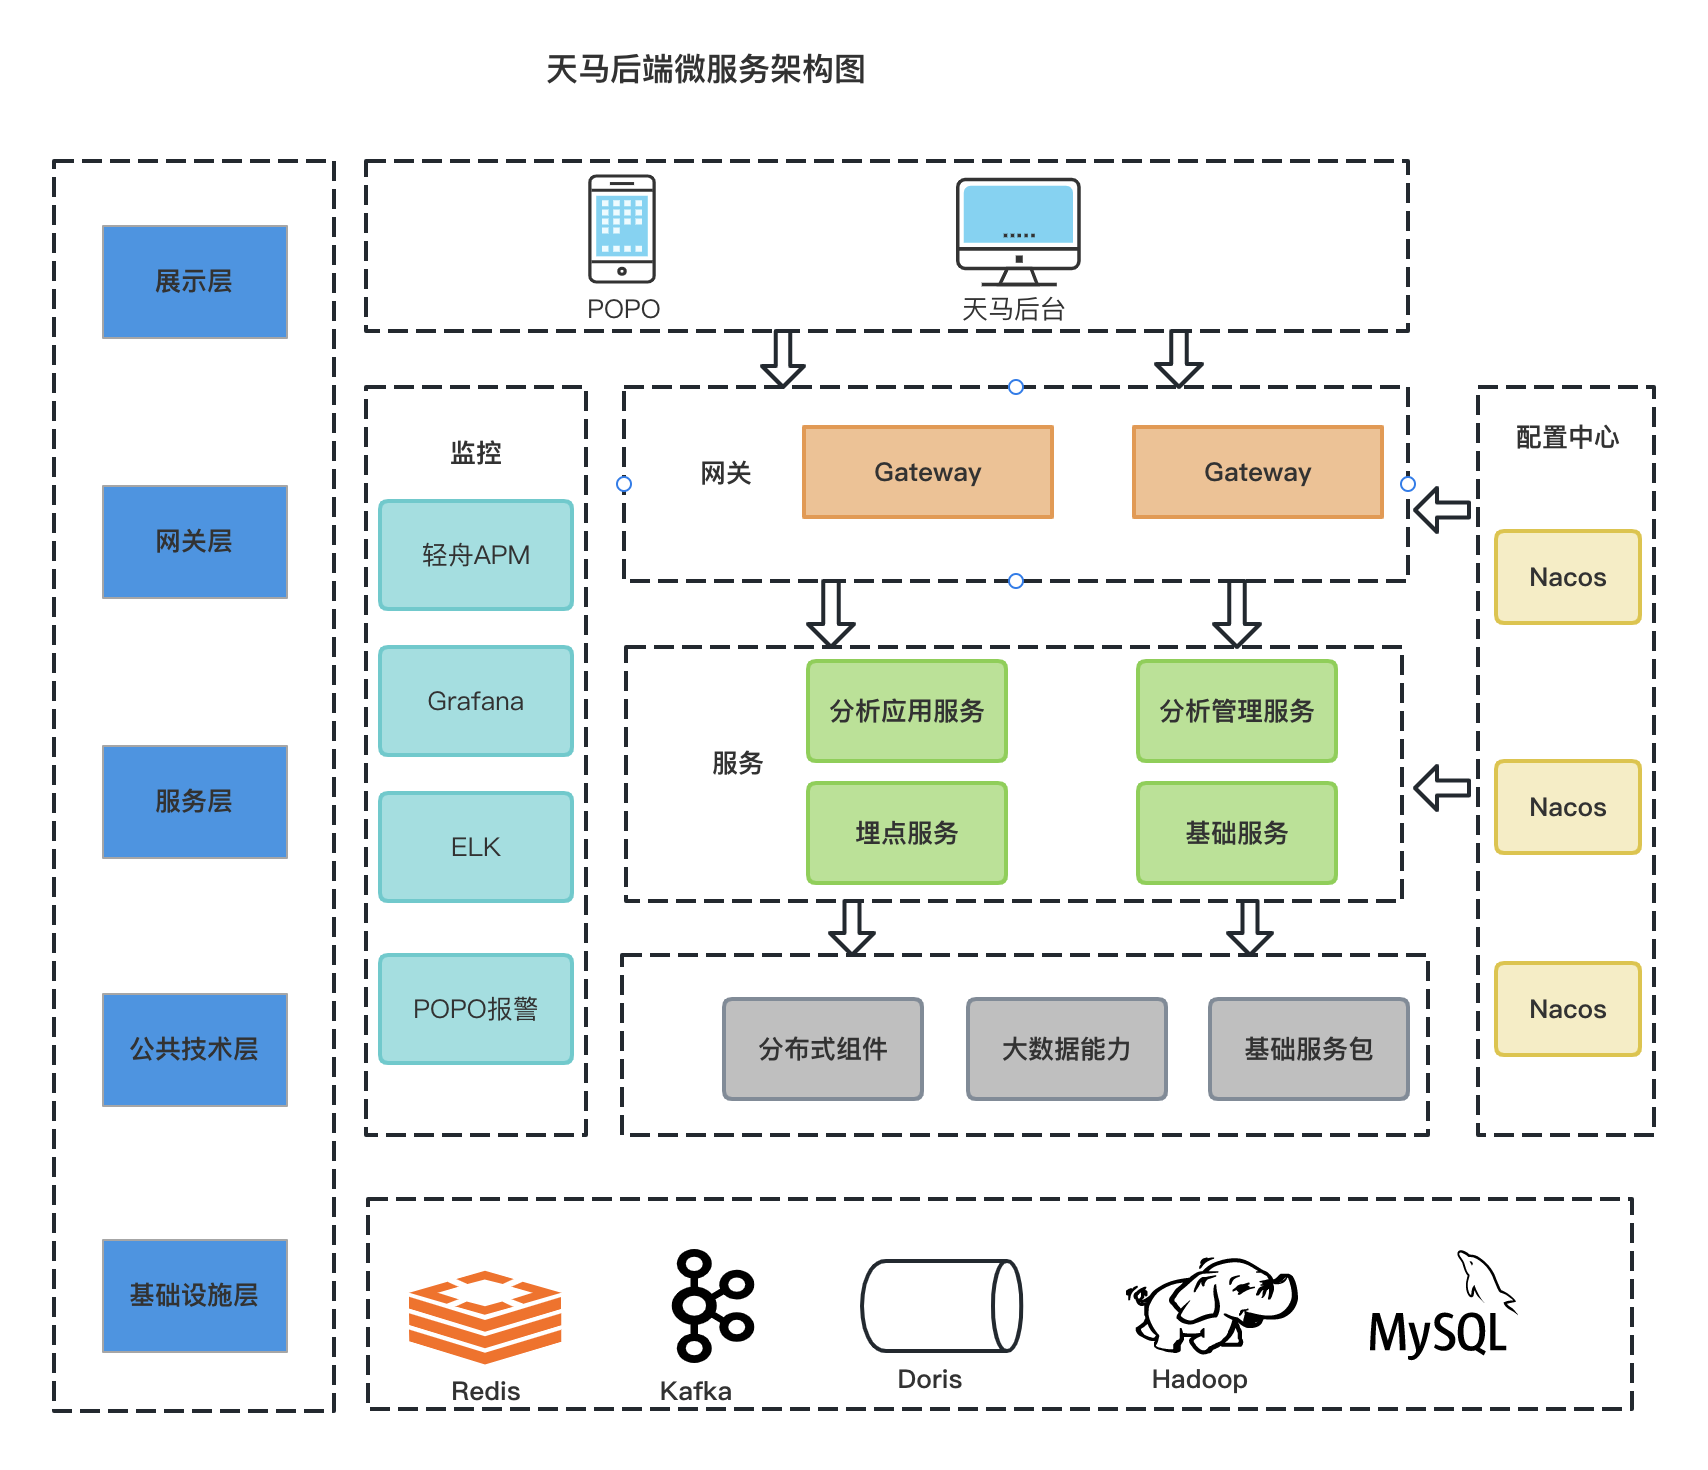 天马后端微服务架构图
展示层
网关层
服务层
公共技术层
基础设施层
POPO
天马后台
监控
轻舟APM
Grafana
ELK
POPO报警
网关
Gateway
Gateway
服务
分析应用服务
分析管理服务
埋点服务
基础服务
分布式组件
大数据能力
基础服务包
配置中心
Nacos
Nacos
Nacos
Redis
Kafka
Doris
Hadoop
MySQL